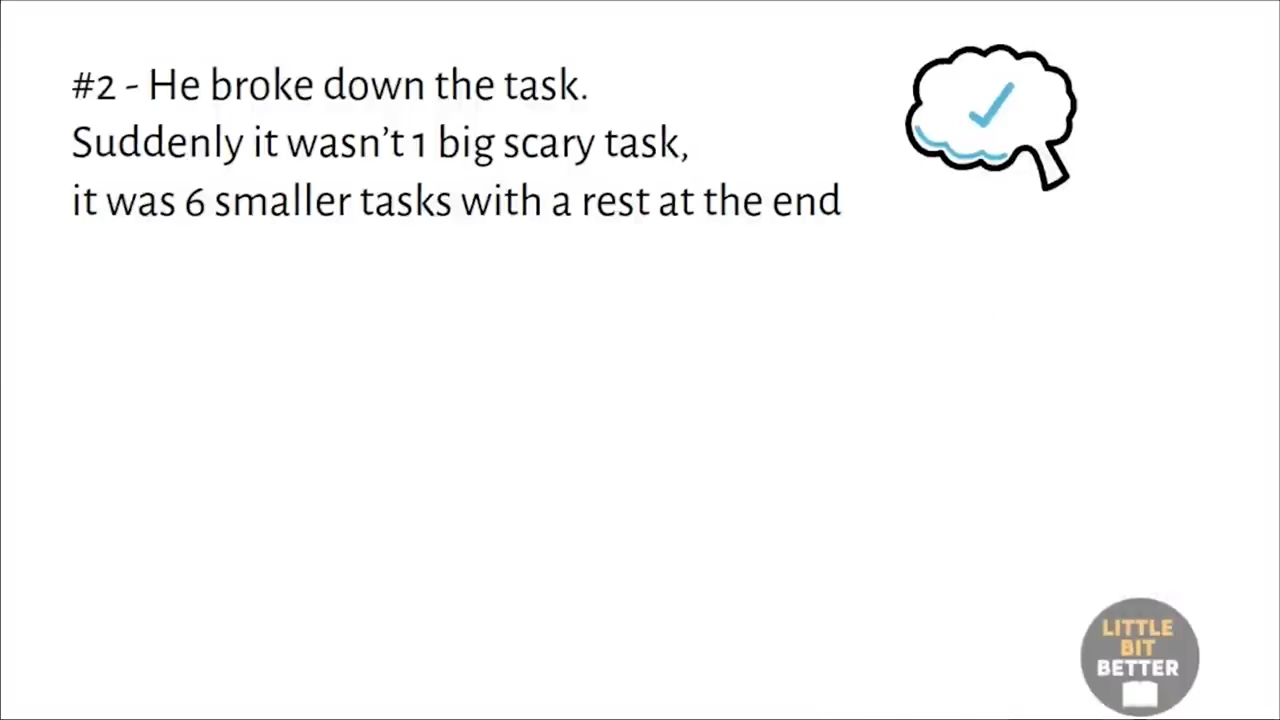 #2 - He broke down the task.
Suddenly it wasn’t 1 big scary task,
it was 6 smaller tasks with a rest at the end
LITTLE
BIT
BETTER